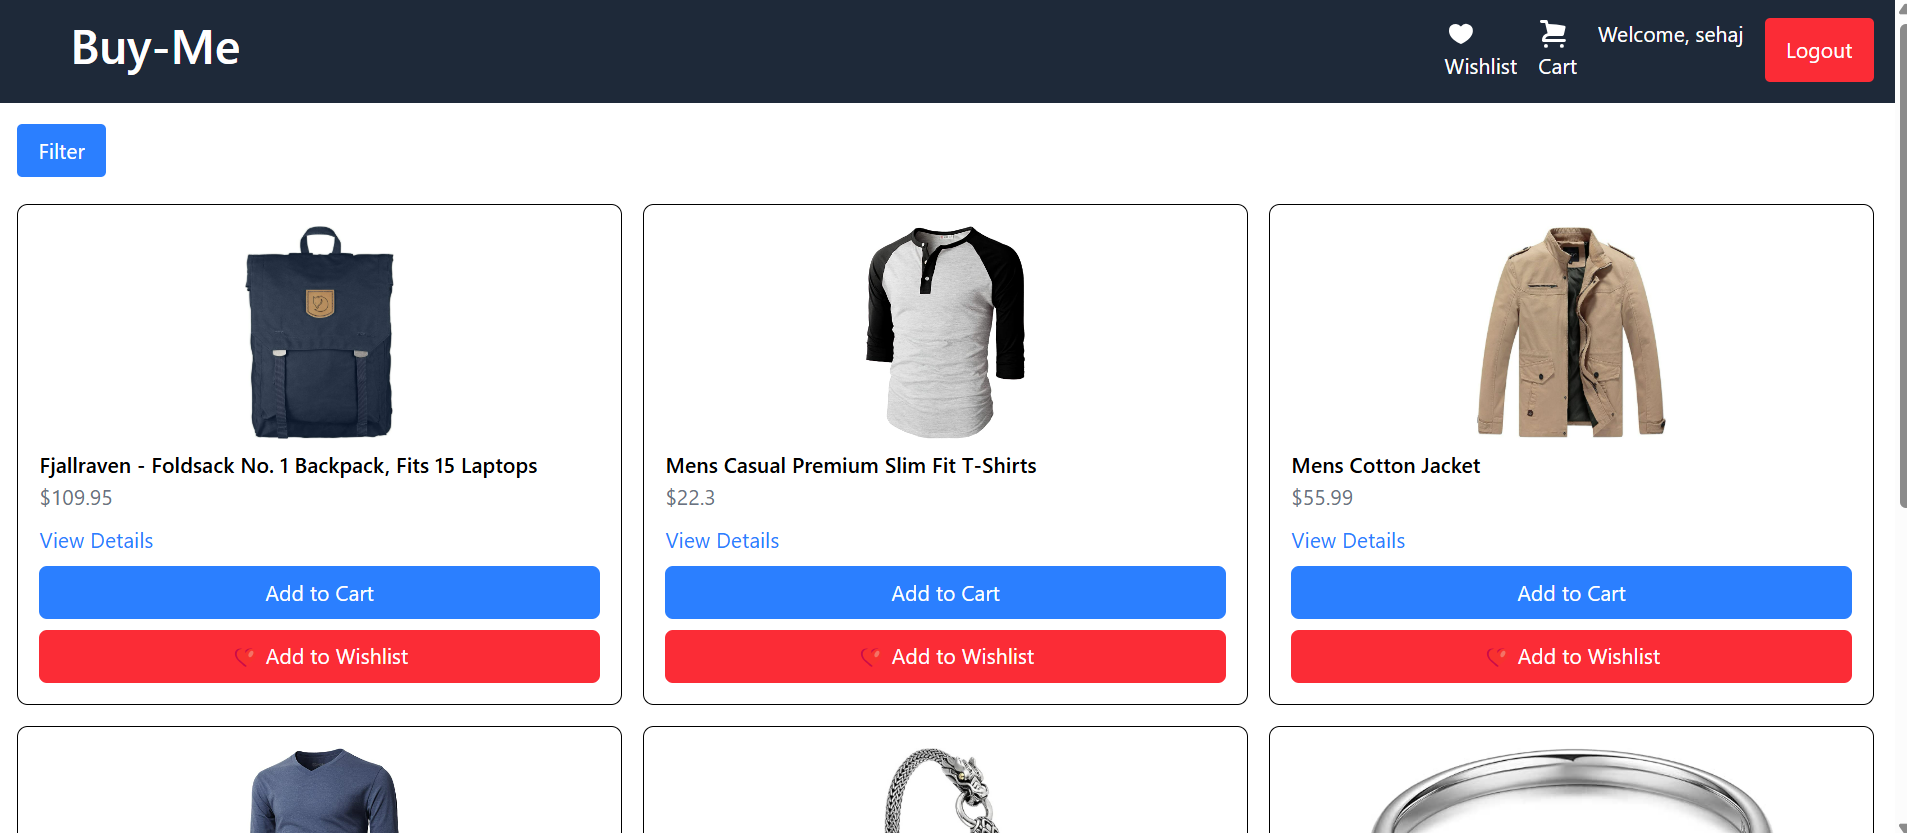 Buy-Me
Wishlist
Cart
Welcome, sehaj
Logout
Filter
Fjallraven - Foldsack No. 1 Backpack, Fits 15 Laptops
$109.95
View Details
Add to Cart
Add to Wishlist
Mens Casual Premium Slim Fit T-Shirts
$22.3
View Details
Add to Cart
Add to Wishlist
Mens Cotton Jacket
$55.99
View Details
Add to Cart
Add to Wishlist